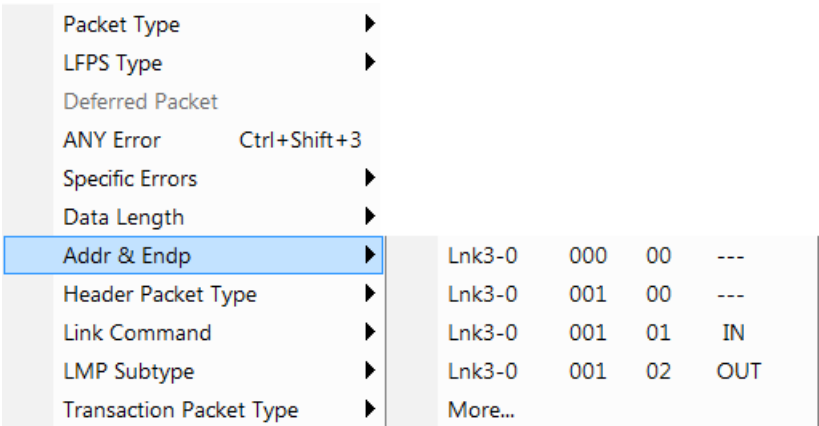 Packet Type
LFPS Type
Deferred Packet
ANY Error Ctrl+Shift+3
Specific Errors
Data Length
Addr & Endp
Header Packet Type
Link Command
LMP Subtype
Transaction Packet Type
Lnk3-0 000 00 ---
Lnk3-0 001 00 ---
Lnk3-0 001 01 IN
Lnk3-0 001 02 OUT
More...